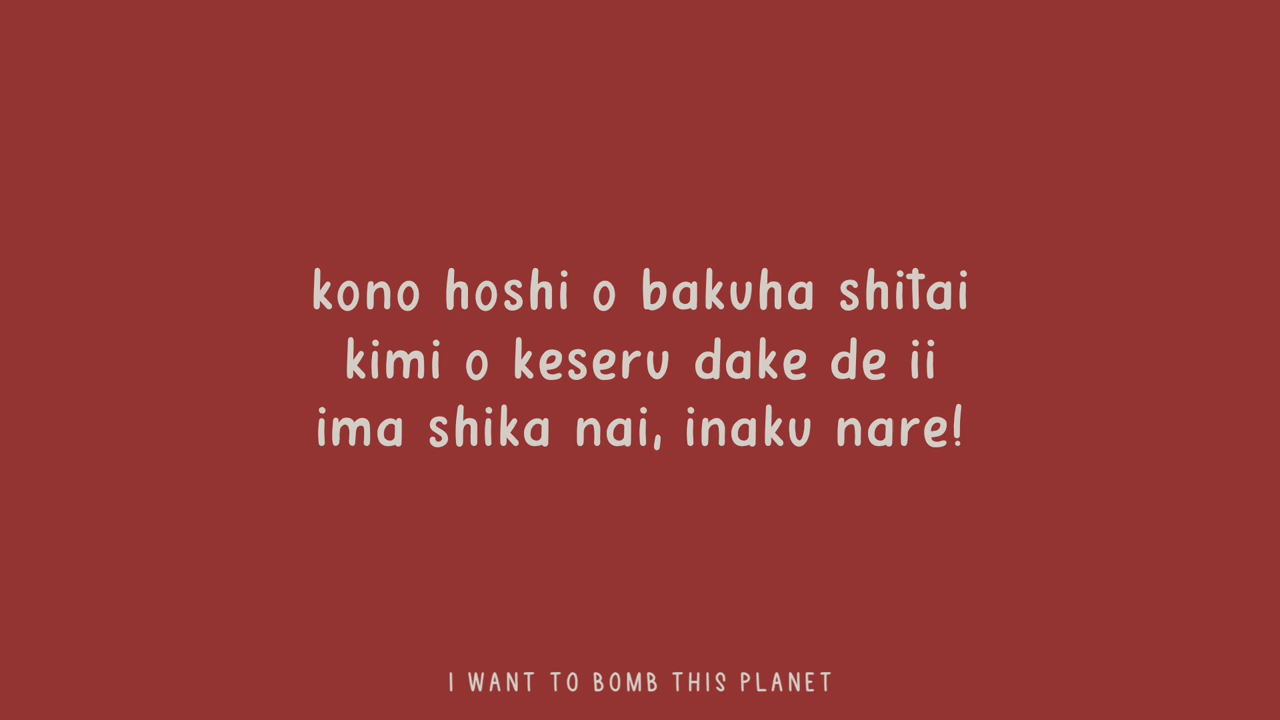 kono hoshi o bakuha shitai
kimi o keseru dake de ii
ima shika nai, inaku nare!
I WANT TO BOMB THIS PLANET